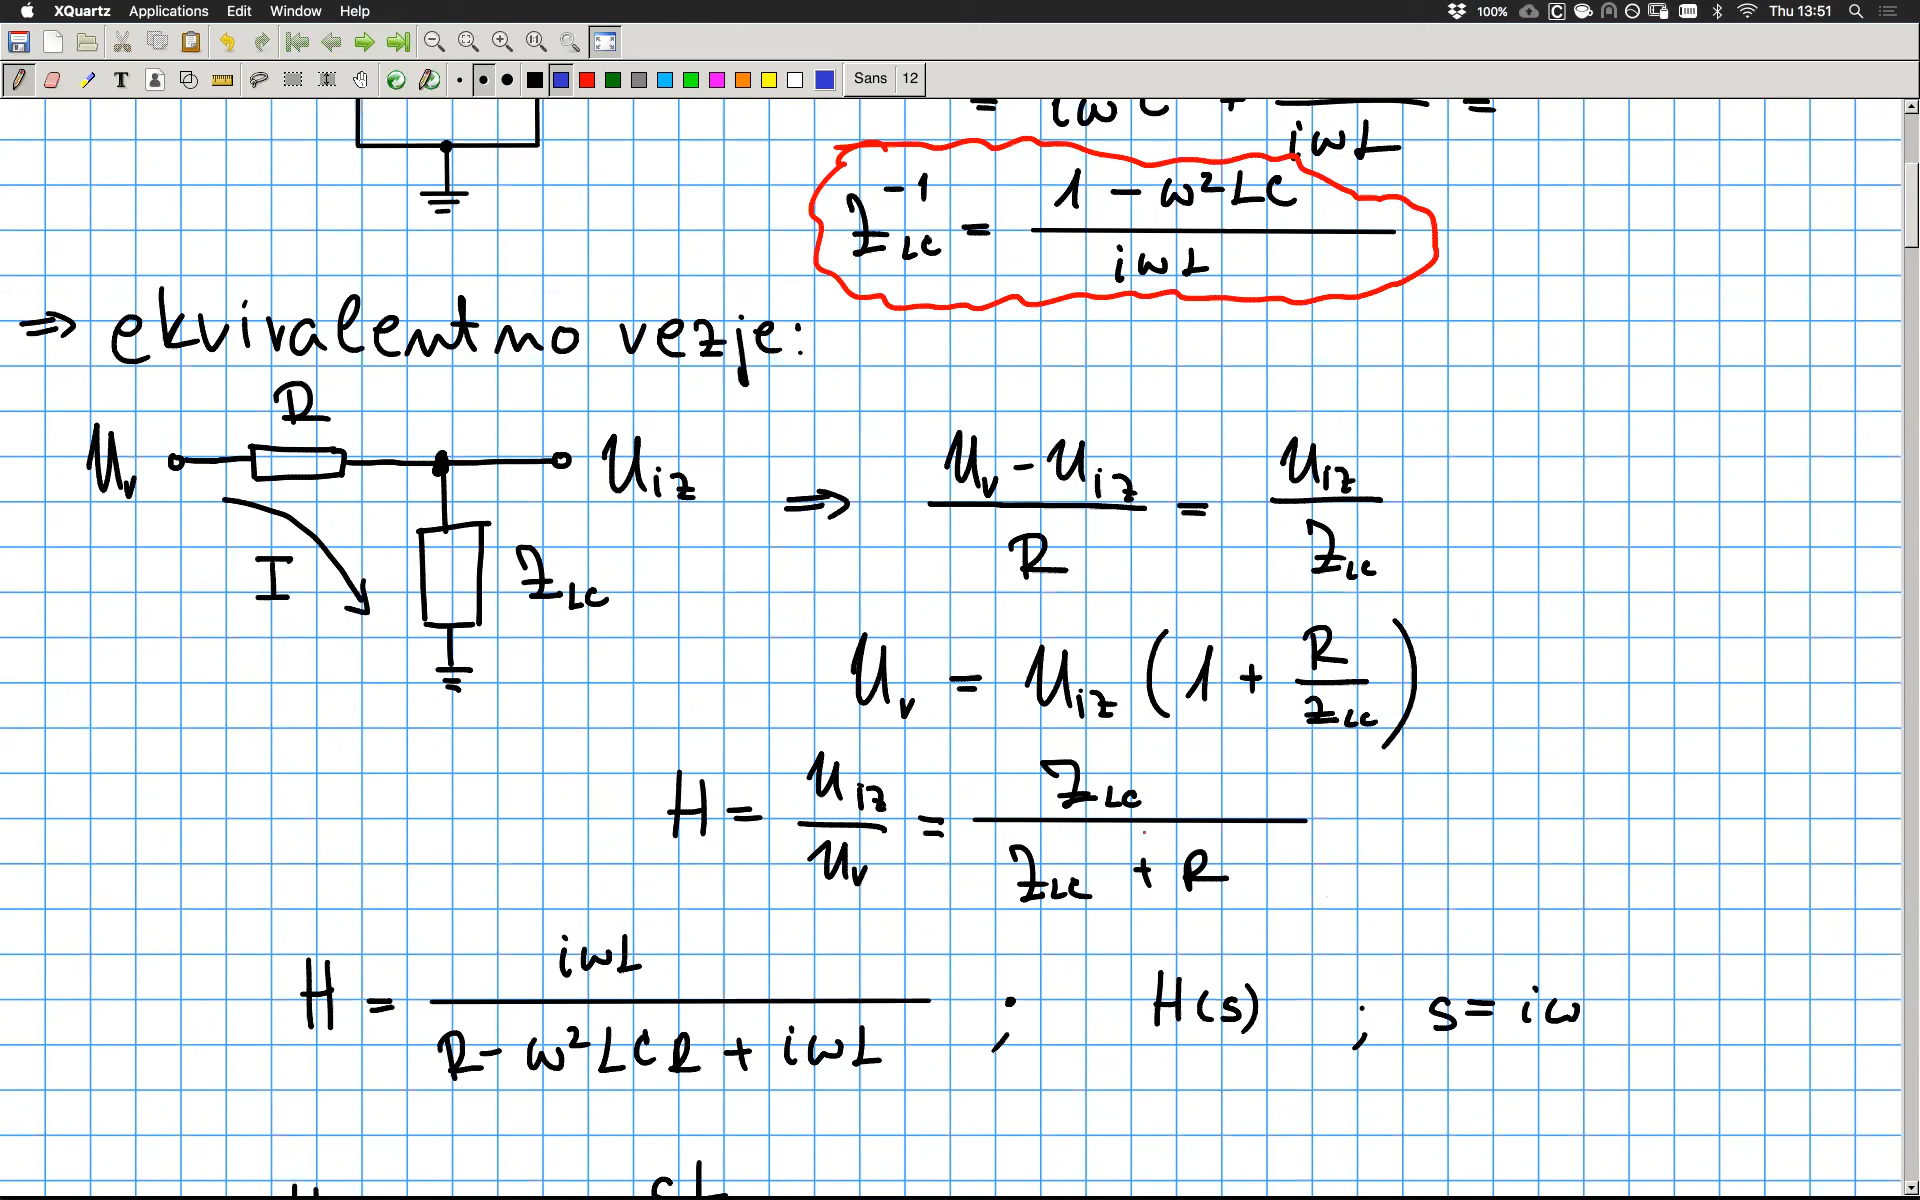 XQuartz Applications Edit Window Help 100% Thu 13:51
Sans 12
= iωC + ――― =
iωL
Z_LC^-1 = (1 - ω²LC) / (iωL)
=> ekvivalentno vezje:
R
U_v U_iz => (U_v - U_iz) / R = U_iz / Z_LC
I Z_LC
U_v = U_iz (1 + R / Z_LC)
H = U_iz / U_v = Z_LC / (Z_LC + R)
H = iωL / (R - ω²LCR + iωL) ; H(s) ; s = iω
sL